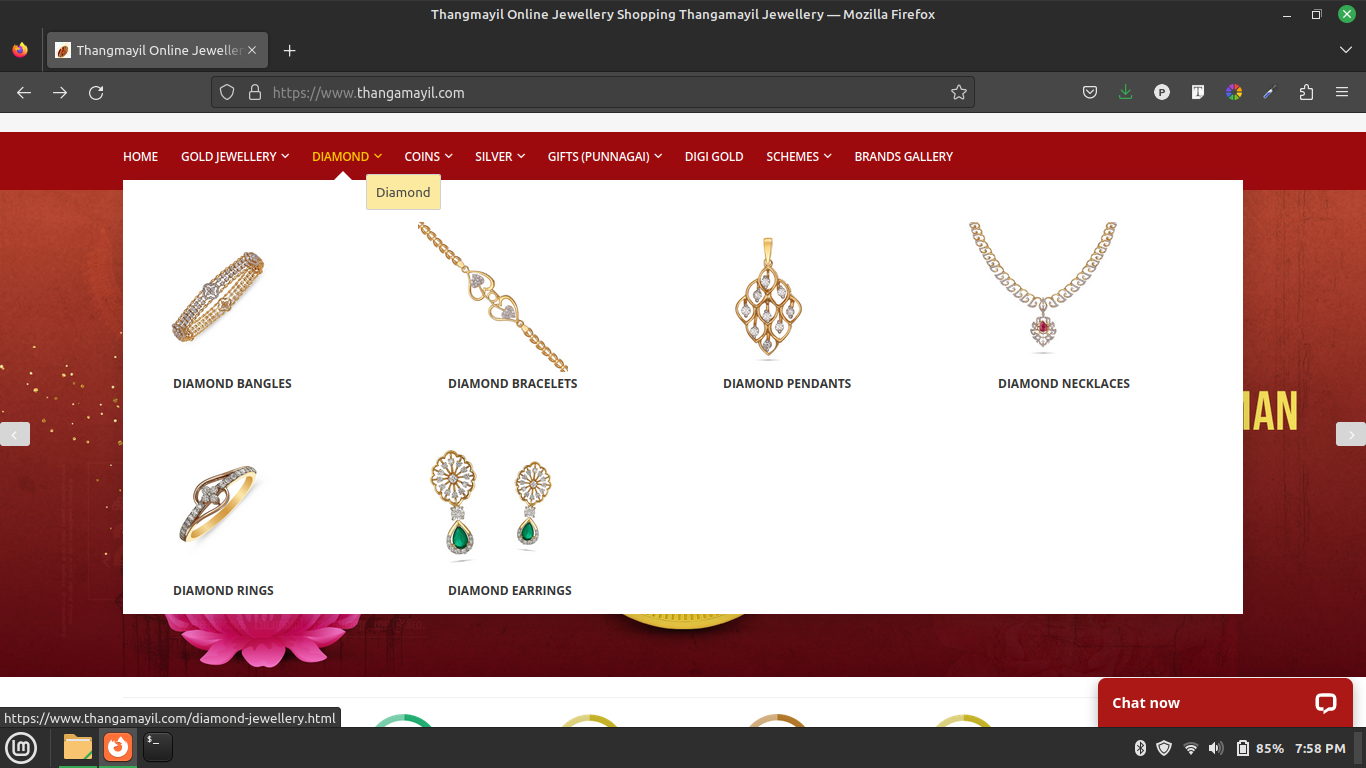 Thangmayil Online Jewellery Shopping Thangamayil Jewellery — Mozilla Firefox
Thangmayil Online Jeweller
https://www.thangamayil.com
HOME GOLD JEWELLERY DIAMOND COINS SILVER GIFTS (PUNNAGAI) DIGI GOLD SCHEMES BRANDS GALLERY
Diamond
DIAMOND BANGLES DIAMOND BRACELETS DIAMOND PENDANTS DIAMOND NECKLACES
DIAMOND RINGS DIAMOND EARRINGS
Chat now
https://www.thangamayil.com/diamond-jewellery.html
85% 7:58 PM